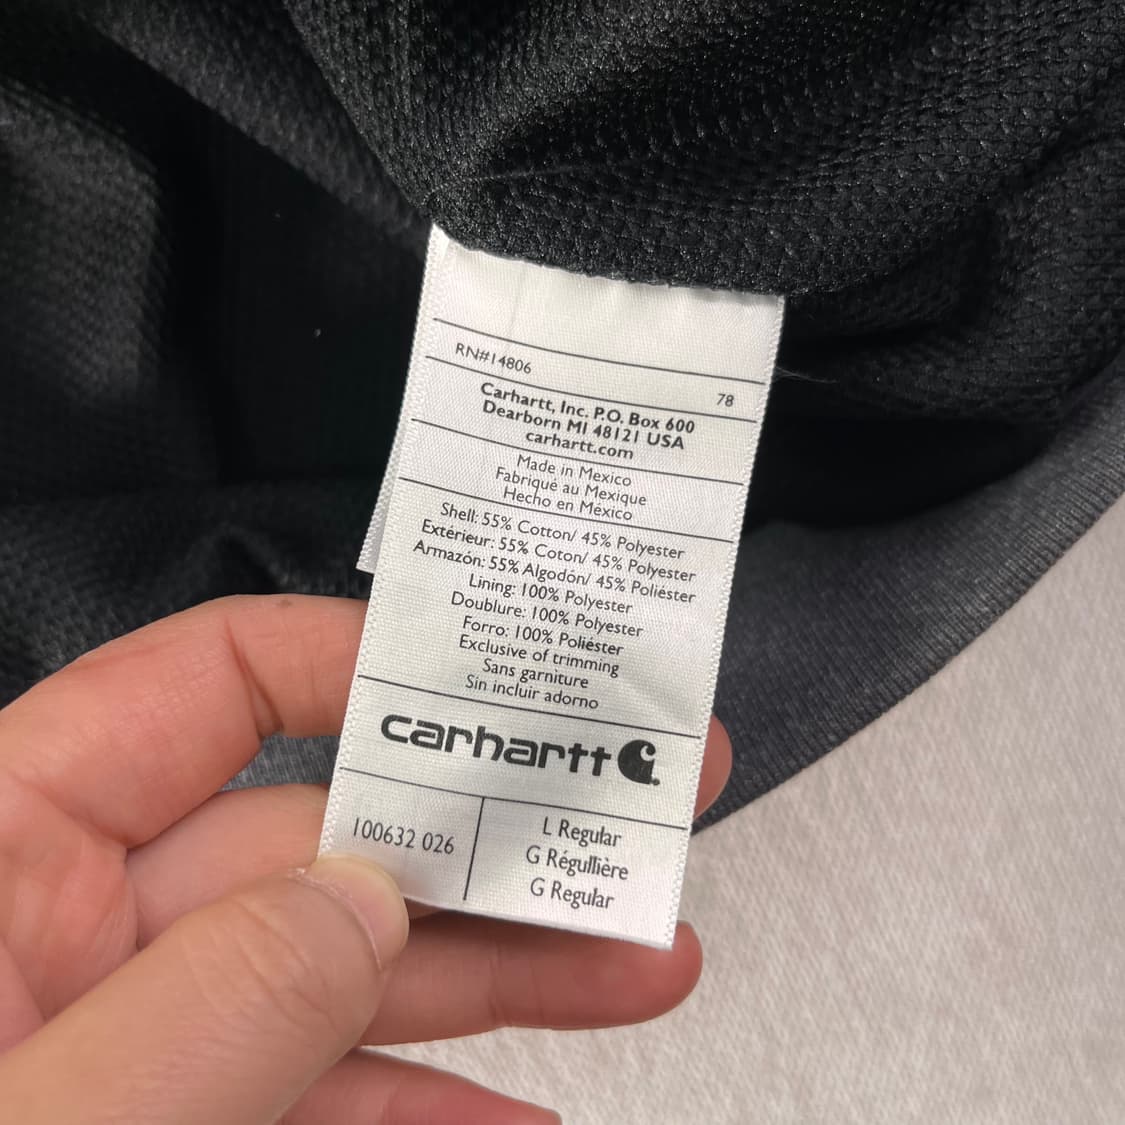 RN#14806
78
Carhartt, Inc. P.O. Box 600
Dearborn MI 48121 USA
carhartt.com
Made in Mexico
Fabriqué au Mexique
Hecho en México
Shell: 55% Cotton/ 45% Polyester
Extérieur: 55% Coton/ 45% Polyester
Armazón: 55% Algodón/ 45% Poliéster
Lining: 100% Polyester
Doublure: 100% Polyester
Forro: 100% Poliéster
Exclusive of trimming
Sans garniture
Sin incluir adorno
carhartt
100632 026
L Regular
G Régullière
G Regular